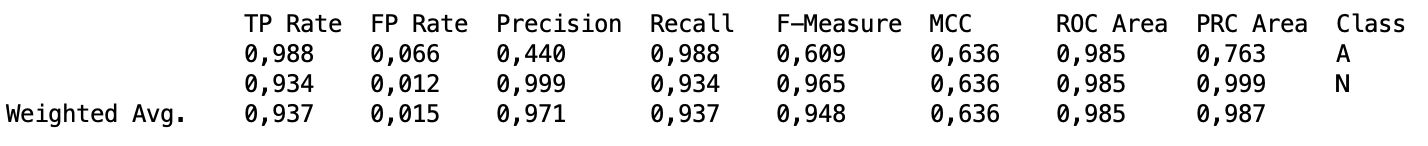 TP Rate FP Rate Precision Recall F-Measure MCC ROC Area PRC Area Class
0,988 0,066 0,440 0,988 0,609 0,636 0,985 0,763 A
0,934 0,012 0,999 0,934 0,965 0,636 0,985 0,999 N
Weighted Avg. 0,937 0,015 0,971 0,937 0,948 0,636 0,985 0,987